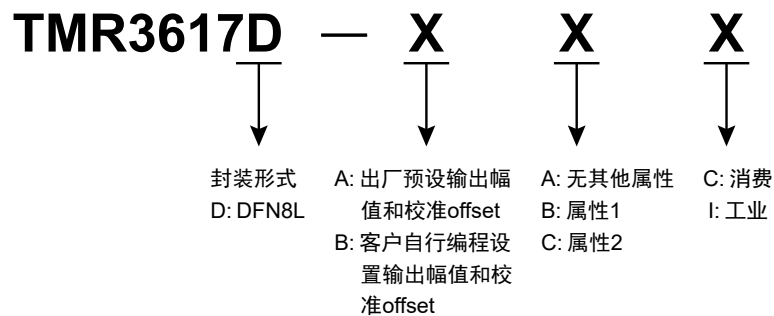 TMR3617D — X X X
封装形式
D: DFN8L
A: 出厂预设输出幅
值和校准offset
B: 客户自行编程设
置输出幅值和校
准offset
A: 无其他属性
B: 属性1
C: 属性2
C: 消费
I: 工业